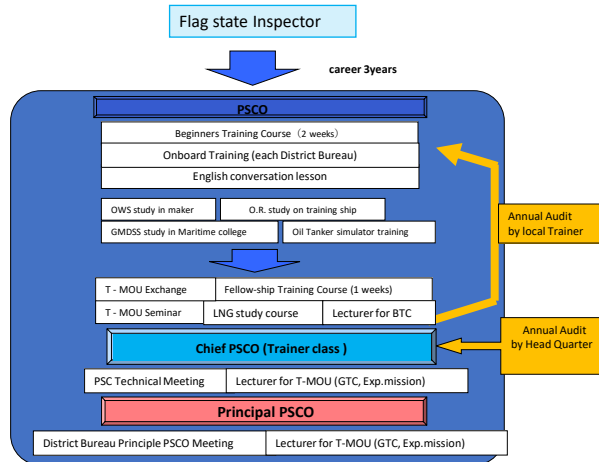 Flag state Inspector
career 3years
PSCO
Beginners Training Course（2 weeks）
Onboard Training (each District Bureau)
English conversation lesson
OWS study in maker
O.R. study on training ship
GMDSS study in Maritime college
Oil Tanker simulator training
Annual Audit
by local Trainer
T - MOU Exchange
Fellow-ship Training Course (1 weeks)
T - MOU Seminar
LNG study course
Lecturer for BTC
Chief PSCO (Trainer class )
Annual Audit
by Head Quarter
PSC Technical Meeting
Lecturer for T-MOU (GTC, Exp.mission)
Principal PSCO
District Bureau Principle PSCO Meeting
Lecturer for T-MOU (GTC, Exp.mission)